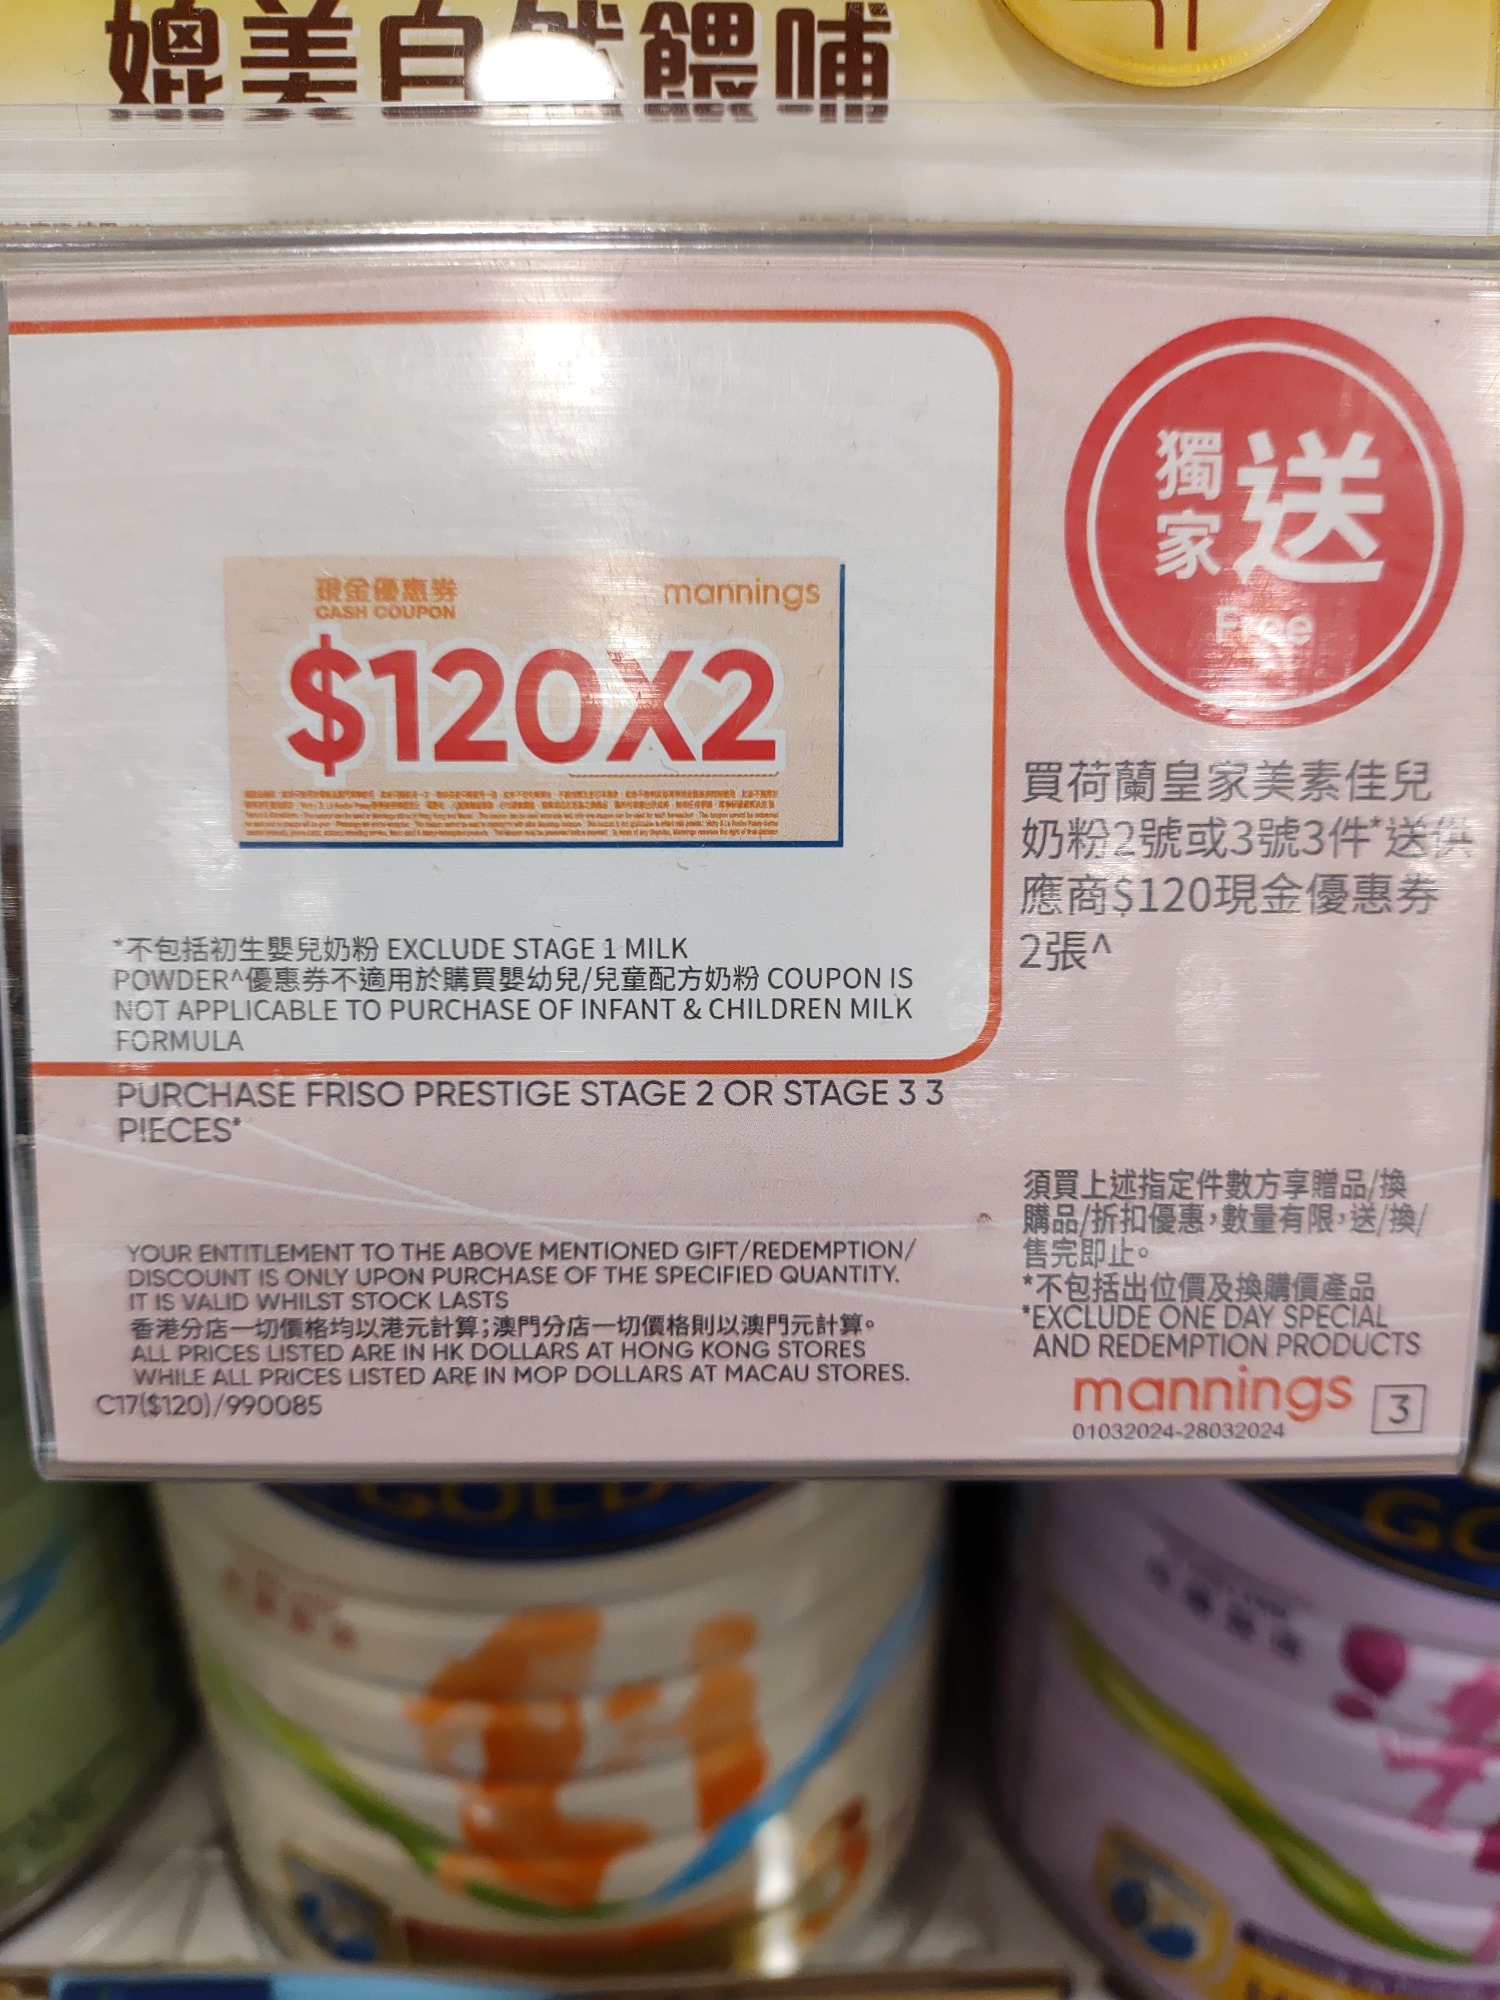 媲美自然餵哺
獨家送
Free
現金優惠券
CASH COUPON
mannings
$120X2
買荷蘭皇家美素佳兒
奶粉2號或3號3件*送供
應商$120現金優惠券
2張^
*不包括初生嬰兒奶粉 EXCLUDE STAGE 1 MILK
POWDER^優惠券不適用於購買嬰幼兒/兒童配方奶粉 COUPON IS
NOT APPLICABLE TO PURCHASE OF INFANT & CHILDREN MILK
FORMULA
PURCHASE FRISO PRESTIGE STAGE 2 OR STAGE 3 3
PIECES*
YOUR ENTITLEMENT TO THE ABOVE MENTIONED GIFT/REDEMPTION/
DISCOUNT IS ONLY UPON PURCHASE OF THE SPECIFIED QUANTITY.
IT IS VALID WHILST STOCK LASTS
香港分店一切價格均以港元計算;澳門分店一切價格則以澳門元計算。
ALL PRICES LISTED ARE IN HK DOLLARS AT HONG KONG STORES
WHILE ALL PRICES LISTED ARE IN MOP DOLLARS AT MACAU STORES.
C17($120)/990085
須買上述指定件數方享贈品/換
購品/折扣優惠,數量有限,送/換/
售完即止。
*不包括出位價及換購價產品
*EXCLUDE ONE DAY SPECIAL
AND REDEMPTION PRODUCTS
mannings
3
01032024-28032024
GOLD
GO